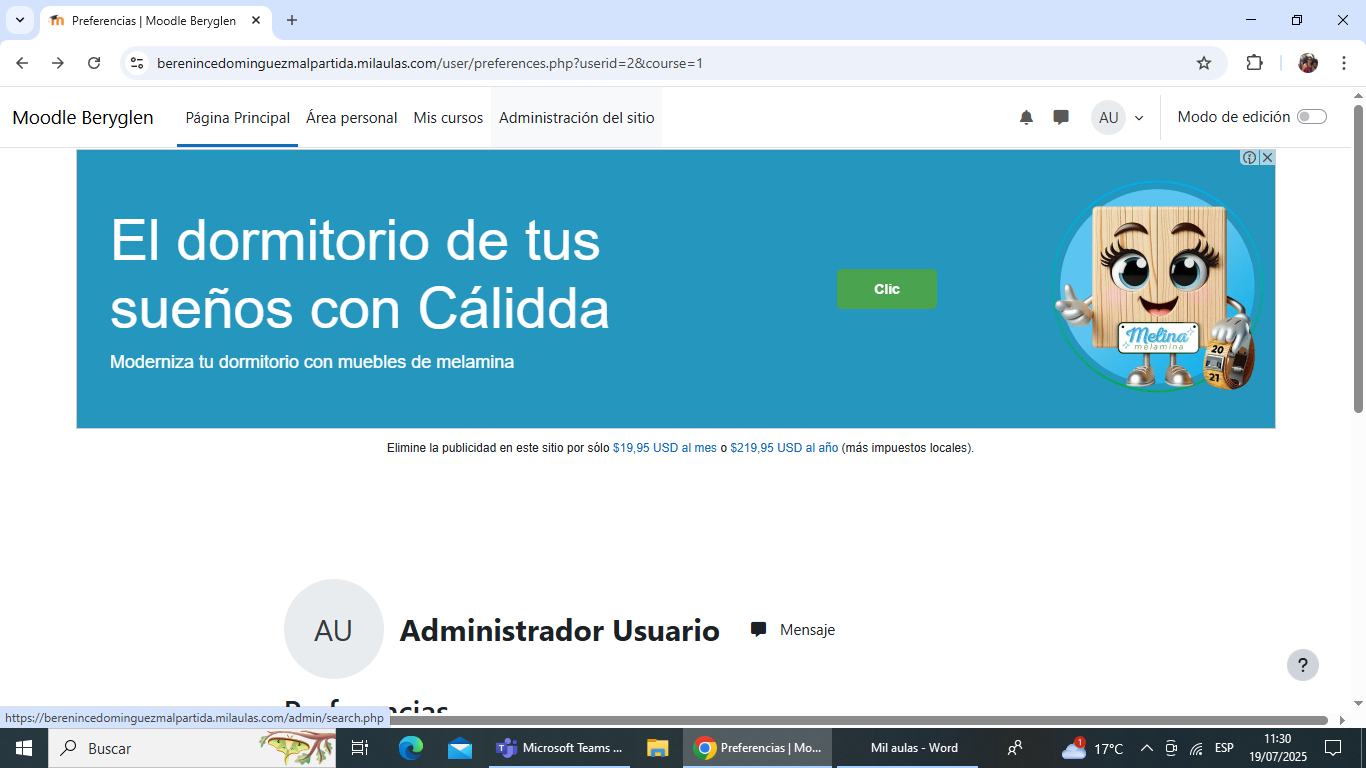 Preferencias | Moodle Beryglen
berenincedominguezmalpartida.milaulas.com/user/preferences.php?userid=2&course=1
Moodle Beryglen Página Principal Área personal Mis cursos Administración del sitio AU Modo de edición
El dormitorio de tus
sueños con Cálidda
Moderniza tu dormitorio con muebles de melamina
Clic
Melina
melamina
20
21
Elimine la publicidad en este sitio por sólo $19,95 USD al mes o $219,95 USD al año (más impuestos locales).
AU Administrador Usuario Mensaje
?
Preferencias
https://berenincedominguezmalpartida.milaulas.com/admin/search.php
Buscar Microsoft Teams ... Preferencias | Mo... Mil aulas - Word 1 17°C ESP 11:30
19/07/2025